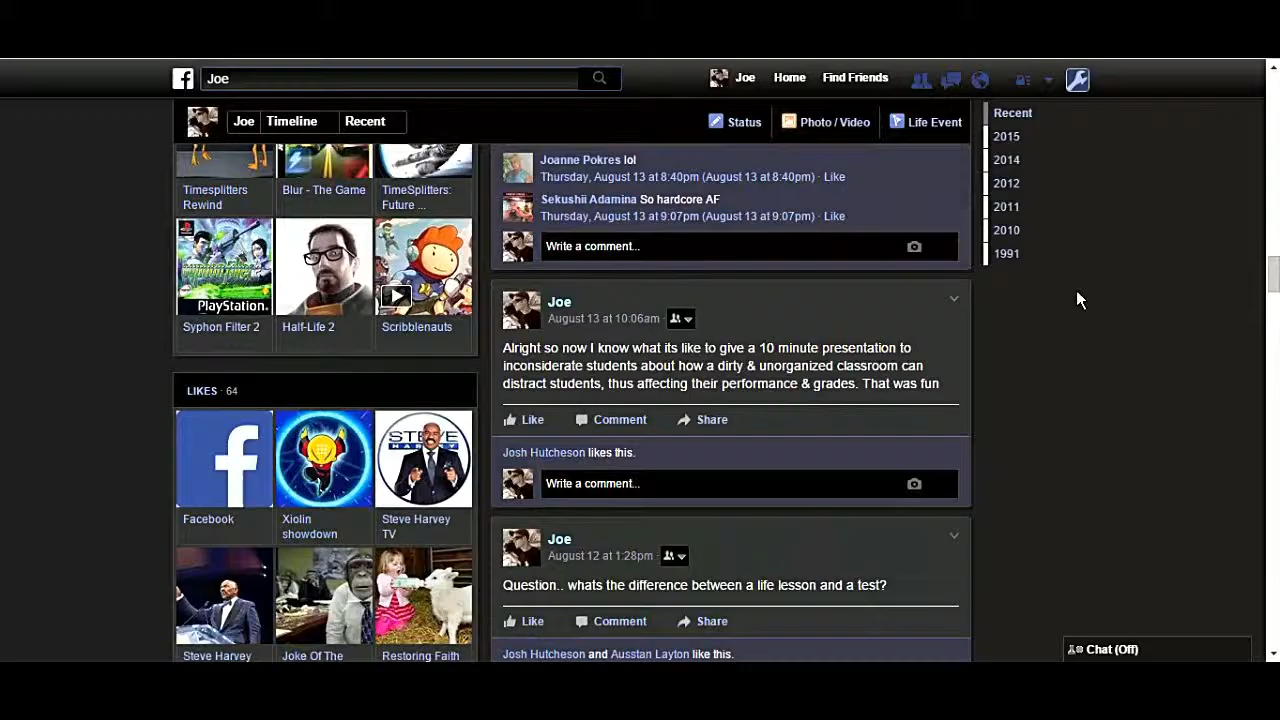 Joe
Joe Home Find Friends
Joe Timeline Recent
Status Photo / Video Life Event
Recent
2015
2014
2012
2011
2010
1991
Timesplitters Rewind
Blur - The Game
TimeSplitters: Future ...
PlayStation.
Syphon Filter 2
Half-Life 2
Scribblenauts
LIKES · 64
STEVE
HARVEY
Facebook
Xiolin showdown
Steve Harvey TV
Steve Harvey
Joke Of The
Restoring Faith
Joanne Pokres lol
Thursday, August 13 at 8:40pm (August 13 at 8:40pm) · Like
Sekushii Adamina So hardcore AF
Thursday, August 13 at 9:07pm (August 13 at 9:07pm) · Like
Write a comment...
Joe
August 13 at 10:06am ·
Alright so now I know what its like to give a 10 minute presentation to
inconsiderate students about how a dirty & unorganized classroom can
distract students, thus affecting their performance & grades. That was fun
Like Comment Share
Josh Hutcheson likes this.
Write a comment...
Joe
August 12 at 1:28pm ·
Question.. whats the difference between a life lesson and a test?
Like Comment Share
Josh Hutcheson and Ausstan Layton like this.
Chat (Off)